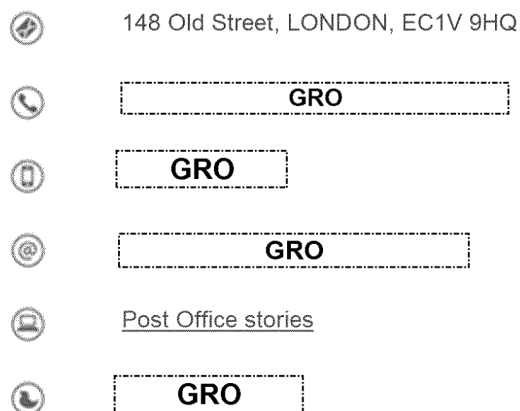 148 Old Street, LONDON, EC1V 9HQ
GRO
GRO
GRO
Post Office stories
GRO